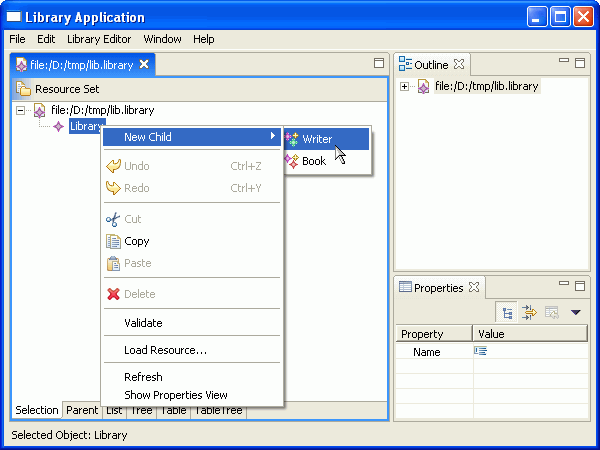 Library Application
File Edit Library Editor Window Help
file:/D:/tmp/lib.library
Resource Set
file:/D:/tmp/lib.library
Library
New Child
Writer
Book
Undo Ctrl+Z
Redo Ctrl+Y
Cut
Copy
Paste
Delete
Validate
Load Resource...
Refresh
Show Properties View
Selection Parent List Tree Table TableTree
Selected Object: Library
Outline
file:/D:/tmp/lib.library
Properties
Property Value
Name